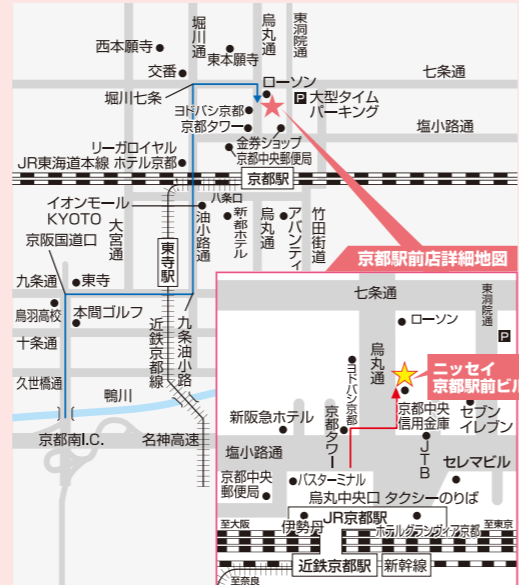 堀川通
烏丸通
東洞院通
西本願寺
東本願寺
交番
七条通
堀川七条
ローソン
P 大型タイム
パーキング
ヨドバシ京都
京都タワー
塩小路通
金券ショップ
京都中央郵便局
リーガロイヤル
ホテル京都
JR東海道本線
京都駅
イオンモール
KYOTO
八条口
大宮通
油小路通
新都ホテル
烏丸通
アバンティ
竹田街道
京阪国道口
東寺駅
京都駅前店詳細地図
九条通
東寺
鳥羽高校
本間ゴルフ
十条通
近鉄京都線
九条油小路
久世橋通
鴨川
京都南I.C.
名神高速
七条通
東洞院通
ローソン
P
烏丸通
ヨドバシ京都
ニッセイ
京都駅前ビル
京都中央
信用金庫
セブン
イレブン
新阪急ホテル
京都タワー
JTB
塩小路通
セレマビル
京都中央
郵便局
バスターミナル
烏丸中央口
タクシーのりば
JR京都駅
至大阪
伊勢丹
ホテルグランヴィア京都
至東京
近鉄京都駅
新幹線
至奈良